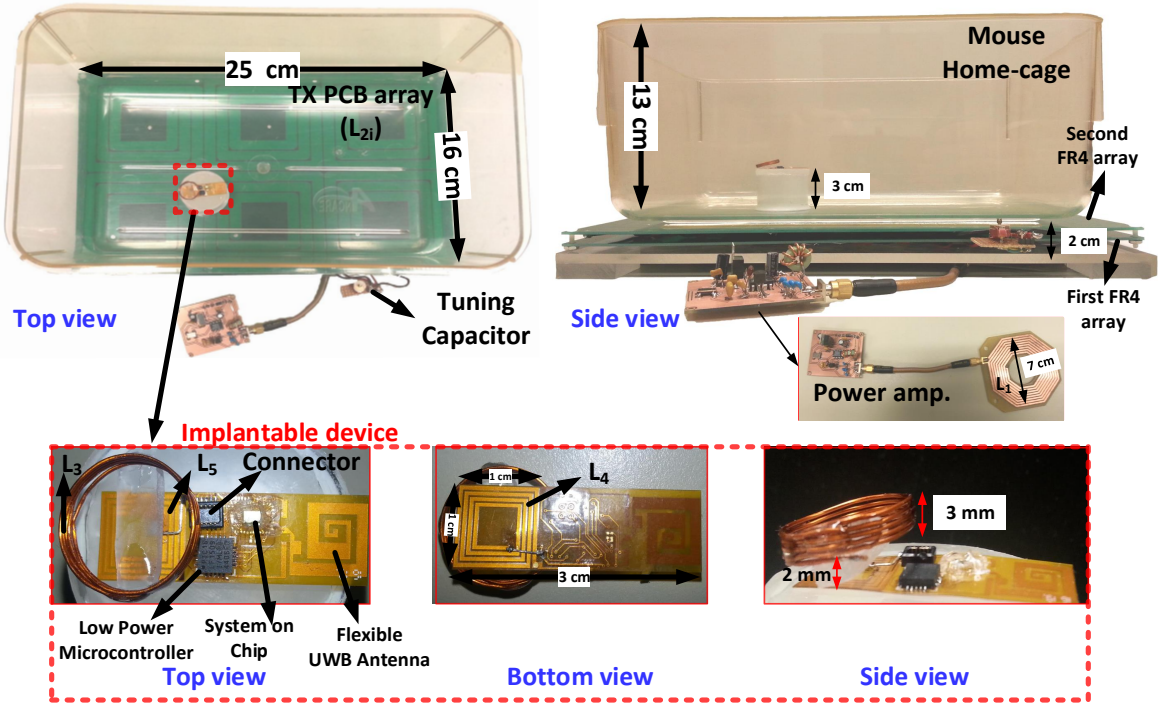 25 cm
TX PCB array
(L2i)
16 cm
Tuning
Capacitor
Top view
Mouse
Home-cage
13 cm
Second
FR4 array
3 cm
2 cm
First FR4
array
Side view
7 cm
L1
Power amp.
Implantable device
L3
L5
Connector
Low Power
Microcontroller
System on
Chip
Flexible
UWB Antenna
Top view
1 cm
L4
1 cm
3 cm
Bottom view
3 mm
2 mm
Side view